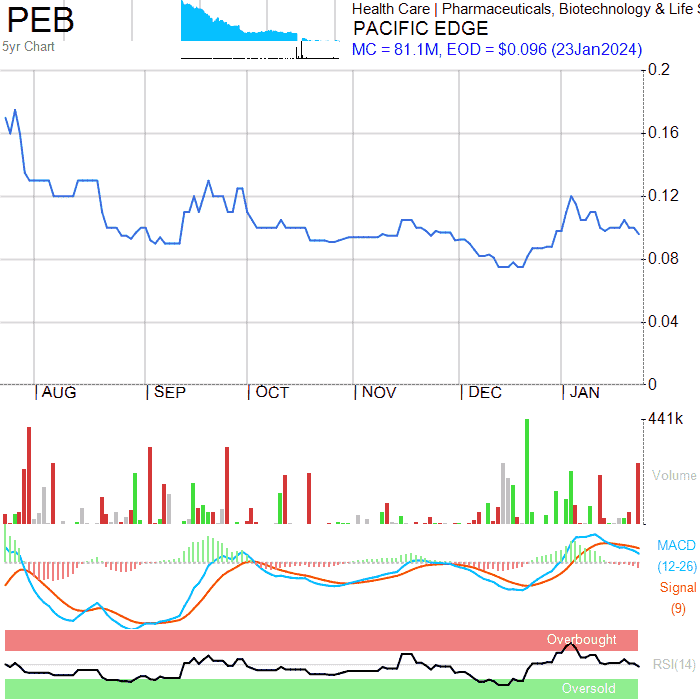 PEB
5yr Chart
Health Care | Pharmaceuticals, Biotechnology & Life
PACIFIC EDGE
MC = 81.1M, EOD = $0.096 (23Jan2024)
0.2
0.16
0.12
0.08
0.04
0
| AUG | SEP | OCT | NOV | DEC | JAN
441k
Volume
MACD
(12-26)
Signal
(9)
Overbought
RSI(14)
Oversold